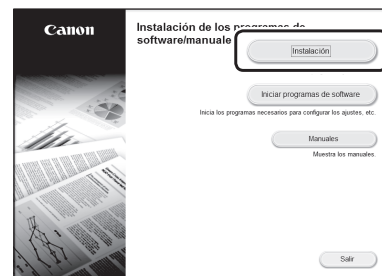 Canon
Instalación de los programas de
software/manuale
Instalación
Iniciar programas de software
Inicia los programas necesarios para configurar los ajustes, etc.
Manuales
Muestra los manuales.
Salir